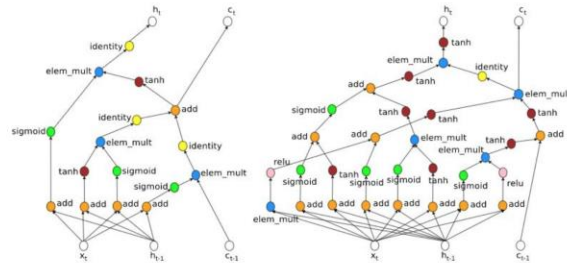 h_t c_t h_t c_t
identity tanh
elem_mult elem_mult identity
tanh add tanh
identity add elem_mult
sigmoid tanh tanh
sigmoid elem_mult add add elem_mult add
identity tanh
elem_mult
relu tanh relu
tanh sigmoid elem_mult sigmoid sigmoid tanh sigmoid
sigmoid
add add add add add add add add add add
elem_mult
x_t h_t-1 c_t-1 x_t h_t-1 c_t-1